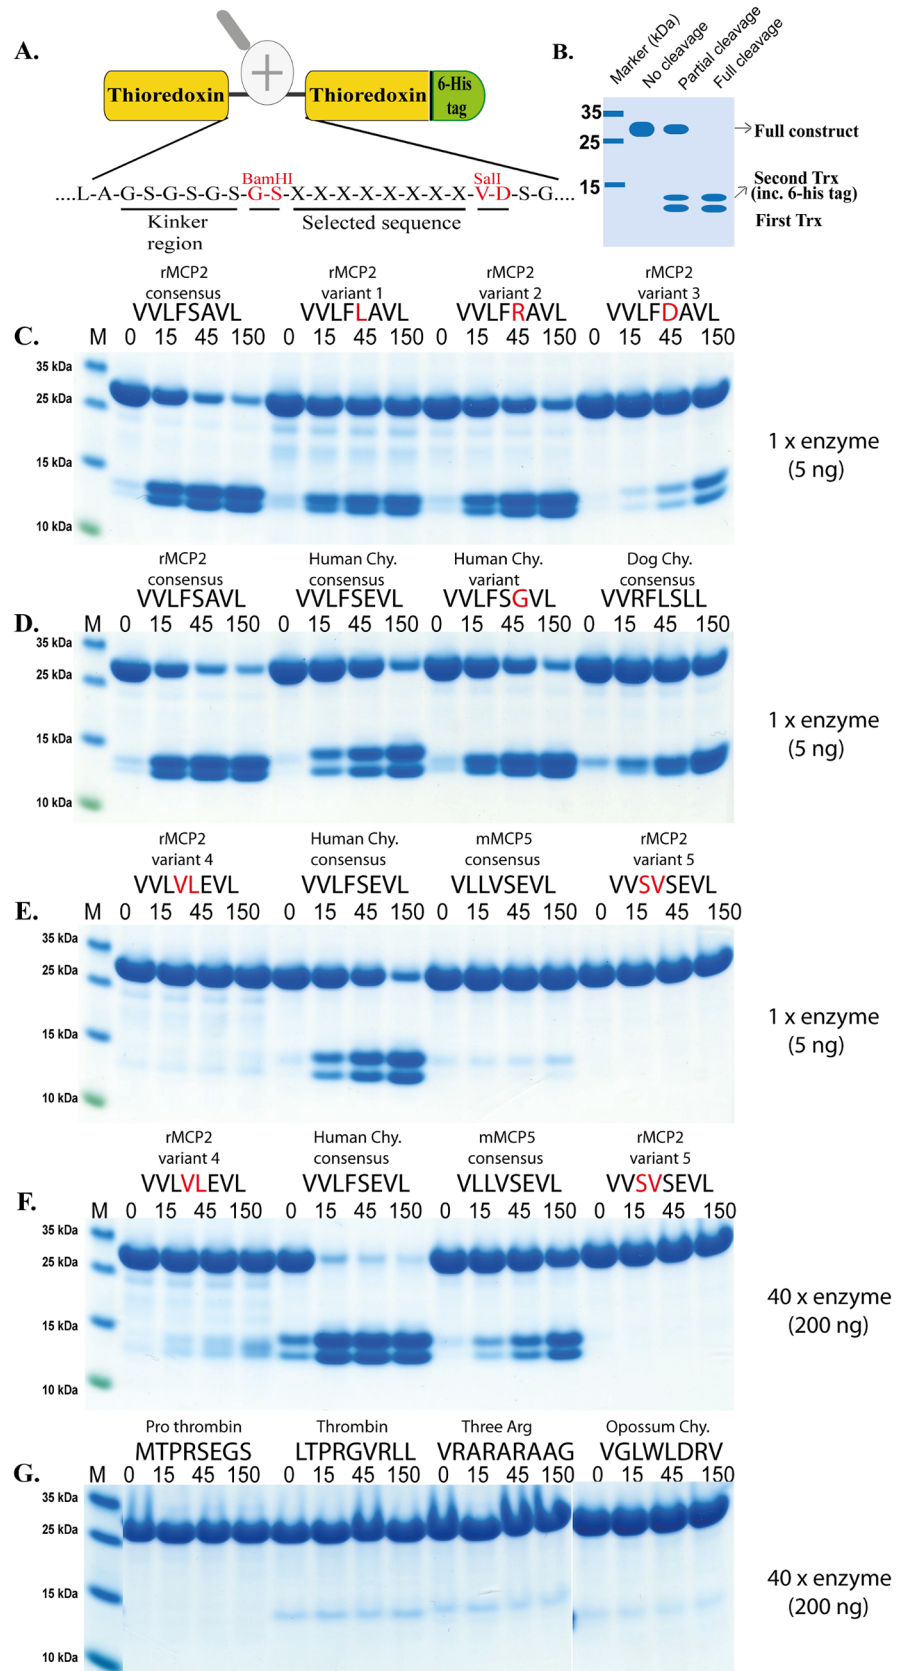 A.
Thioredoxin
Thioredoxin
6-His
tag
BamHI
SalI
....L-A-G-S-G-S-G-S-G-S-X-X-X-X-X-X-X-X-V-D-S-G....
Kinker
region
Selected sequence
B.
Marker (kDa)
No cleavage
Partial cleavage
Full cleavage
35
25
15
Full construct
Second Trx
(inc. 6-his tag)
First Trx
rMCP2 rMCP2 rMCP2 rMCP2
consensus variant 1 variant 2 variant 3
VVLFSAVL VVLFLAVL VVLFRAVL VVLFDAVL
C. M 0 15 45 150 0 15 45 150 0 15 45 150 0 15 45 150
35 kDa
25 kDa
15 kDa
10 kDa
1 x enzyme
(5 ng)
rMCP2 Human Chy. Human Chy. Dog Chy.
consensus consensus variant consensus
VVLFSAVL VVLFSEVL VVLFSGVL VVRFLSLL
D. M 0 15 45 150 0 15 45 150 0 15 45 150 0 15 45 150
35 kDa
25 kDa
15 kDa
10 kDa
1 x enzyme
(5 ng)
rMCP2 Human Chy. mMCP5 rMCP2
variant 4 consensus consensus variant 5
VVLVLEVL VVLFSEVL VLLVSEVL VVSVSEVL
E. M 0 15 45 150 0 15 45 150 0 15 45 150 0 15 45 150
35 kDa
25 kDa
15 kDa
10 kDa
1 x enzyme
(5 ng)
rMCP2 Human Chy. mMCP5 rMCP2
variant 4 consensus consensus variant 5
VVLVLEVL VVLFSEVL VLLVSEVL VVSVSEVL
F. M 0 15 45 150 0 15 45 150 0 15 45 150 0 15 45 150
35 kDa
25 kDa
15 kDa
10 kDa
40 x enzyme
(200 ng)
Pro thrombin Thrombin Three Arg Opossum Chy.
MTPRSEGS LTPRGVRLL VRARARAAG VGLWLDRV
G. M 0 15 45 150 0 15 45 150 0 15 45 150 0 15 45 150
35 kDa
25 kDa
15 kDa
10 kDa
40 x enzyme
(200 ng)